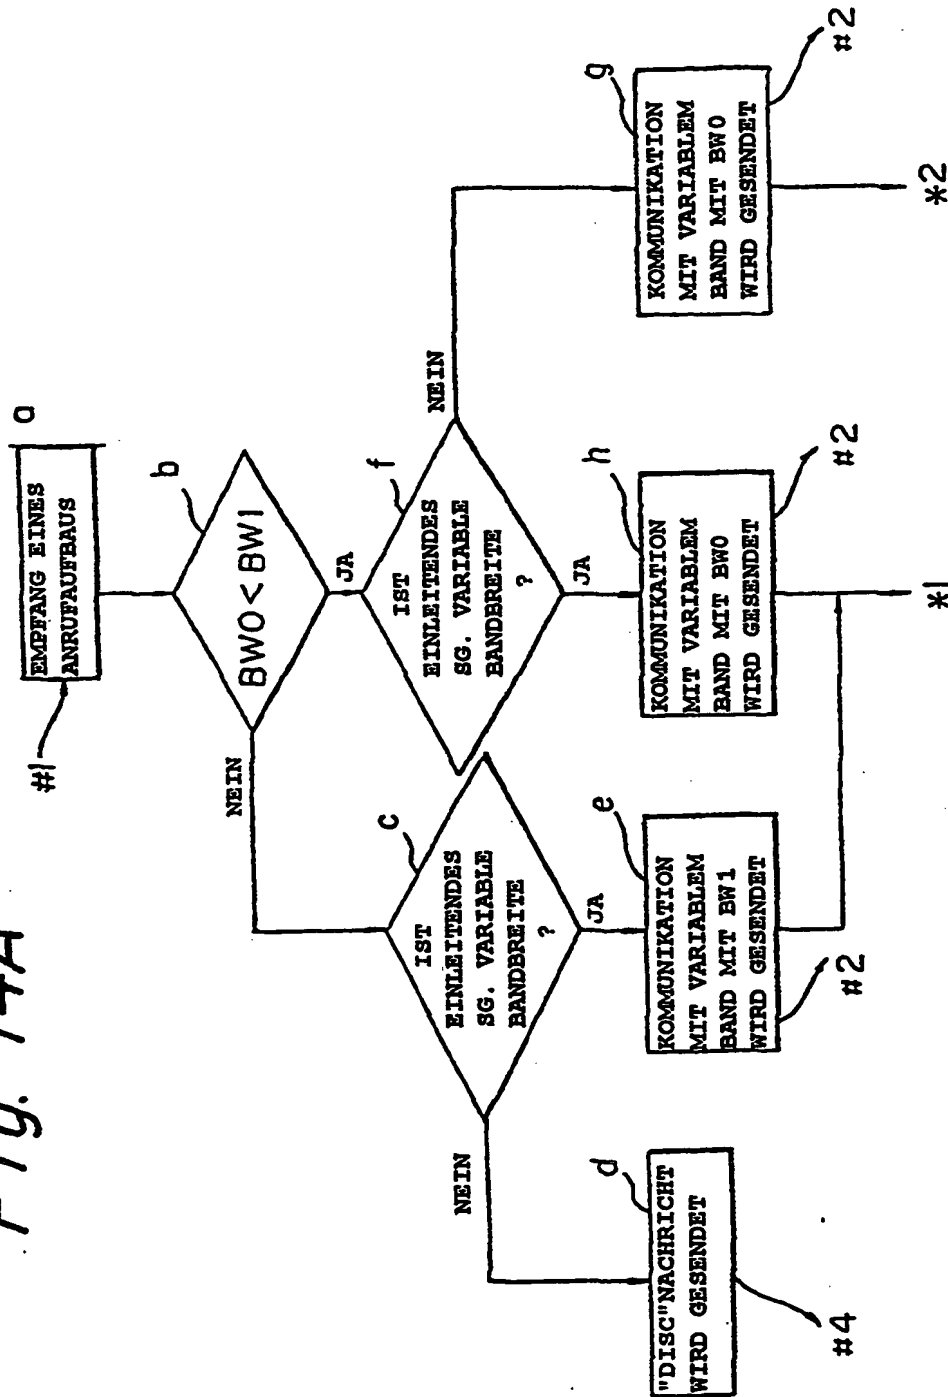 Fig. 14A
#1
EMPFANG EINES
ANRUFAUFBAUS
a
b
BW0<BW1
NEIN
JA
c
IST
EINLEITENDES
SG. VARIABLE
BANDBREITE
?
NEIN
JA
f
IST
EINLEITENDES
SG. VARIABLE
BANDBREITE
?
NEIN
JA
d
"DISC"NACHRICHT
WIRD GESENDET
#4
e
KOMMUNIKATION
MIT VARIABLEM
BAND MIT BW1
WIRD GESENDET
#2
h
KOMMUNIKATION
MIT VARIABLEM
BAND MIT BW0
WIRD GESENDET
#2
g
KOMMUNIKATION
MIT VARIABLEM
BAND MIT BW0
WIRD GESENDET
#2
*1
*2